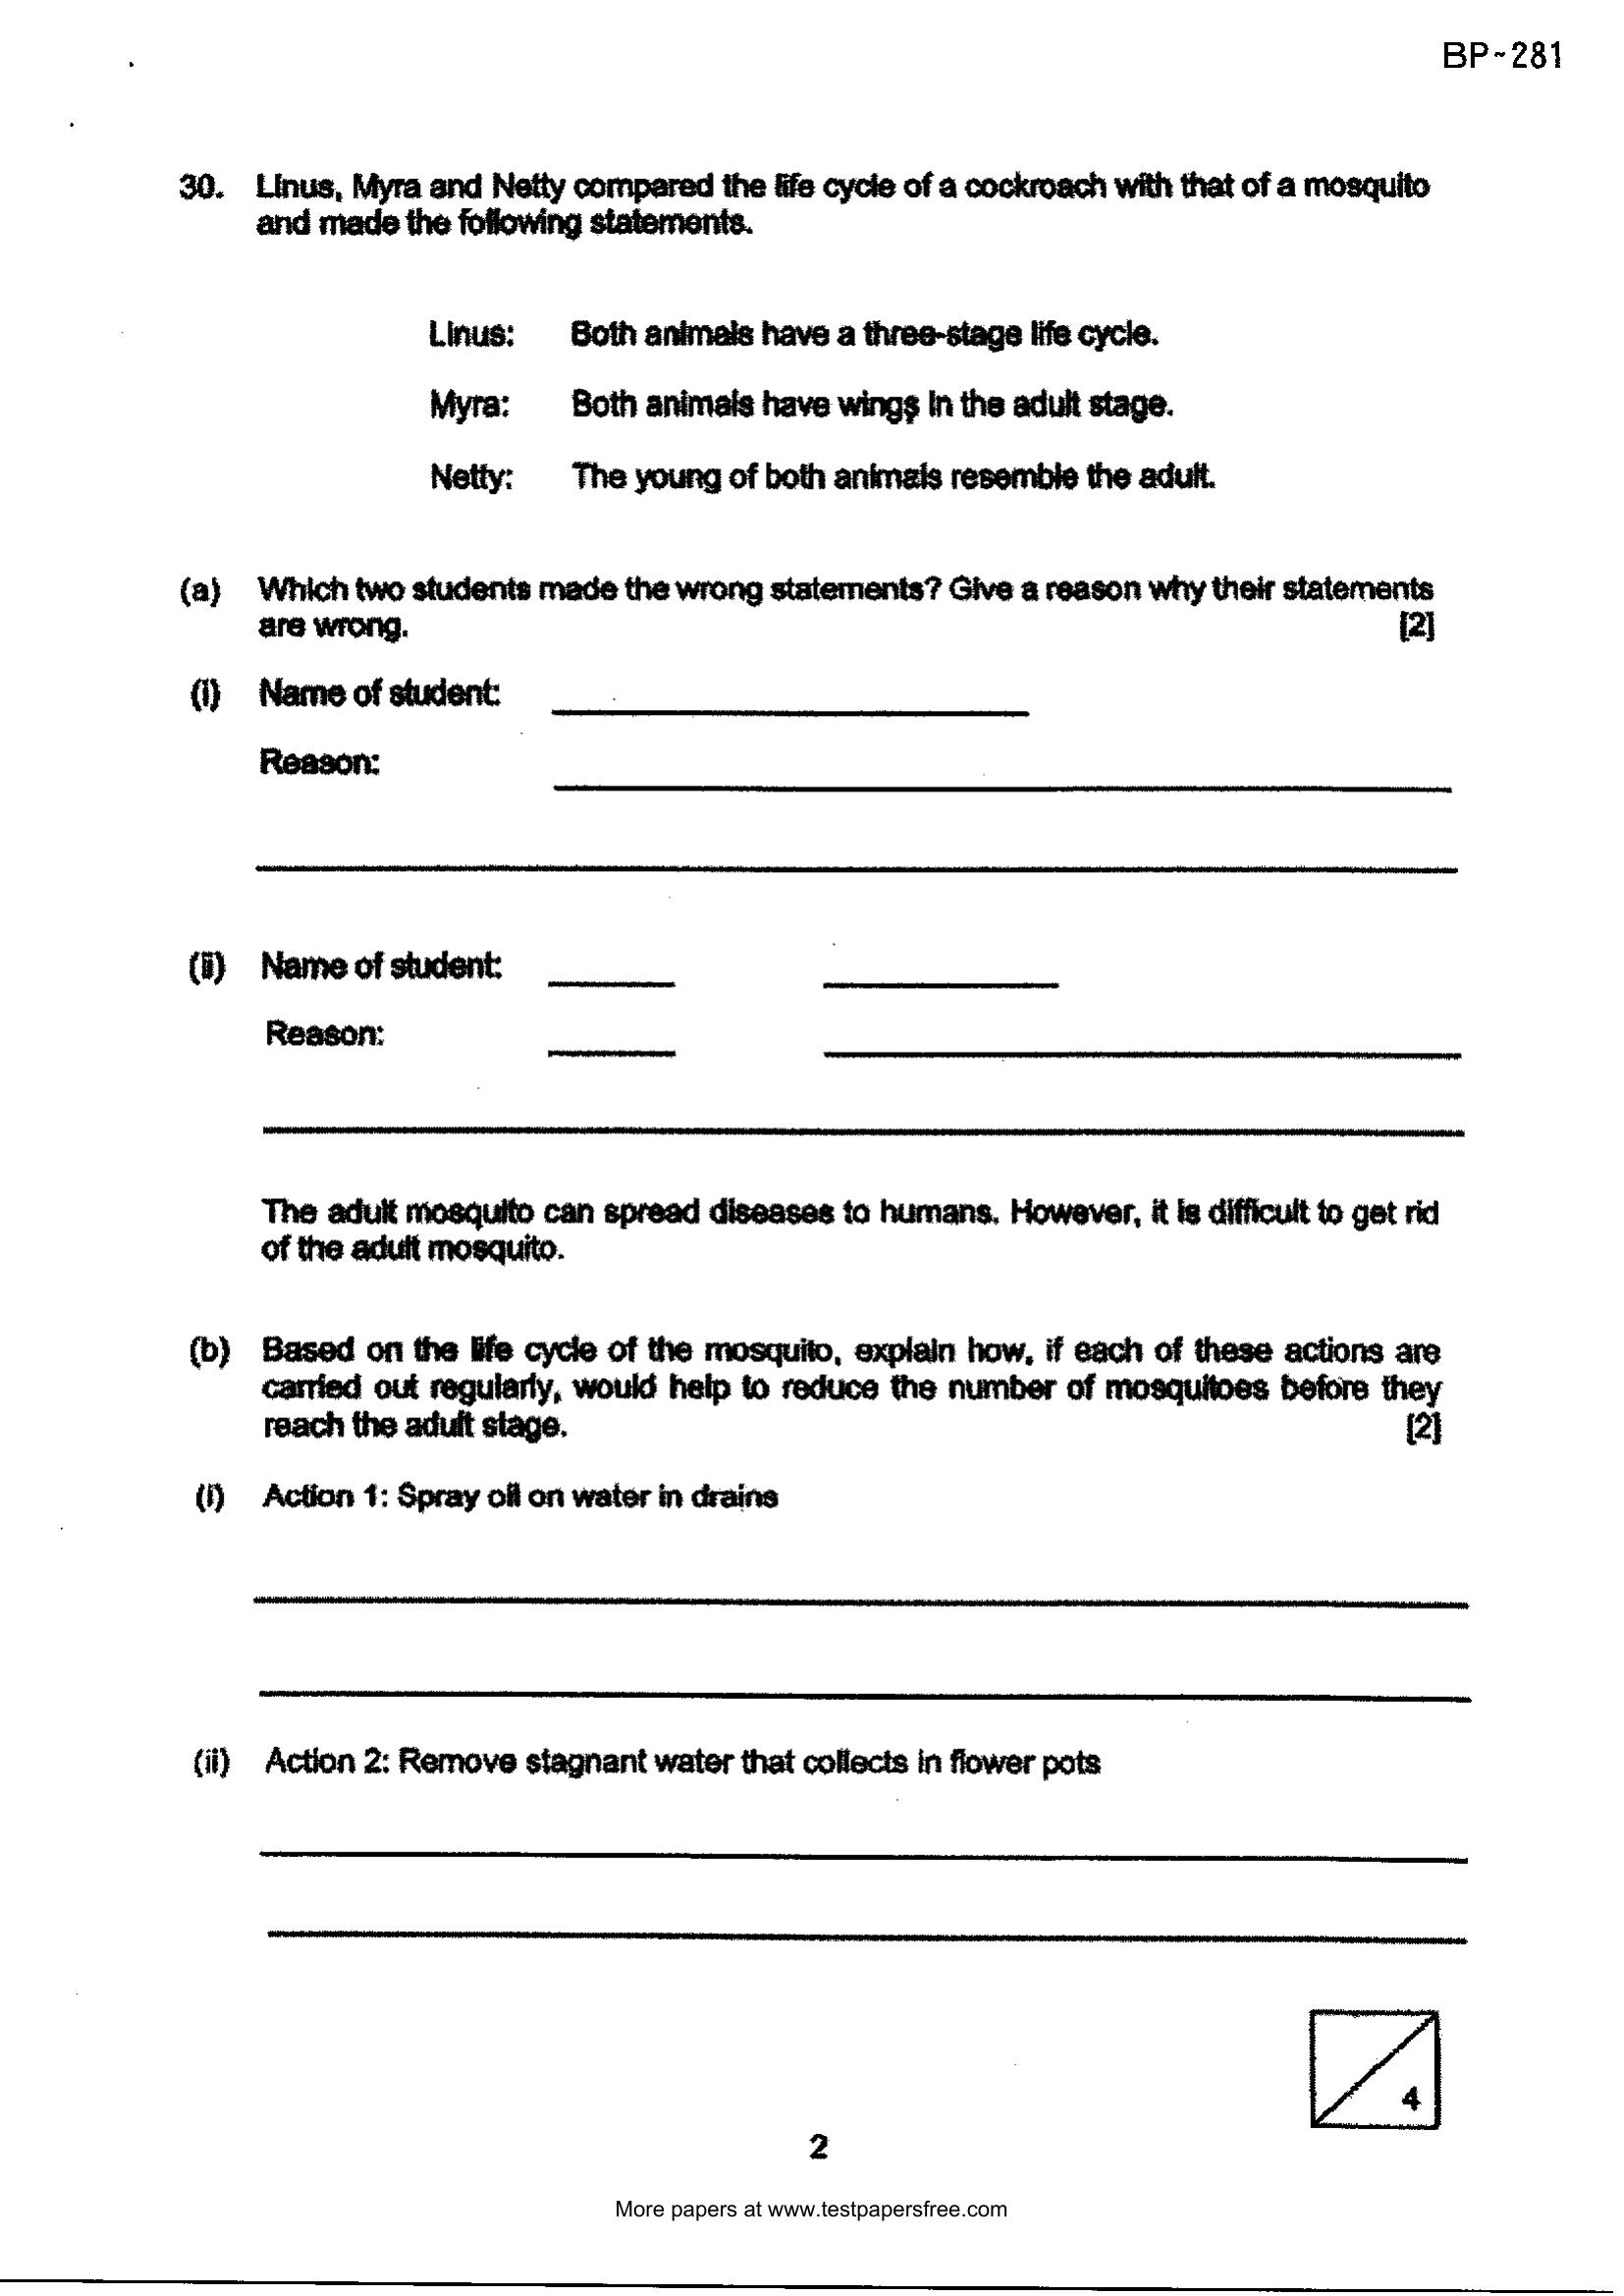 BP~281
30. Linus, Myra and Netty compared the life cycle of a cockroach with that of a mosquito
and made the following statements.
Linus: Both animals have a three-stage life cycle.
Myra: Both animals have wings in the adult stage.
Netty: The young of both animals resemble the adult.
(a) Which two students made the wrong statements? Give a reason why their statements
are wrong. [2]
(i) Name of student:
Reason:
(ii) Name of student:
Reason:
The adult mosquito can spread diseases to humans. However, it is difficult to get rid
of the adult mosquito.
(b) Based on the life cycle of the mosquito, explain how, if each of these actions are
carried out regularly, would help to reduce the number of mosquitoes before they
reach the adult stage. [2]
(i) Action 1: Spray oil on water in drains
(ii) Action 2: Remove stagnant water that collects in flower pots
4
2
More papers at www.testpapersfree.com